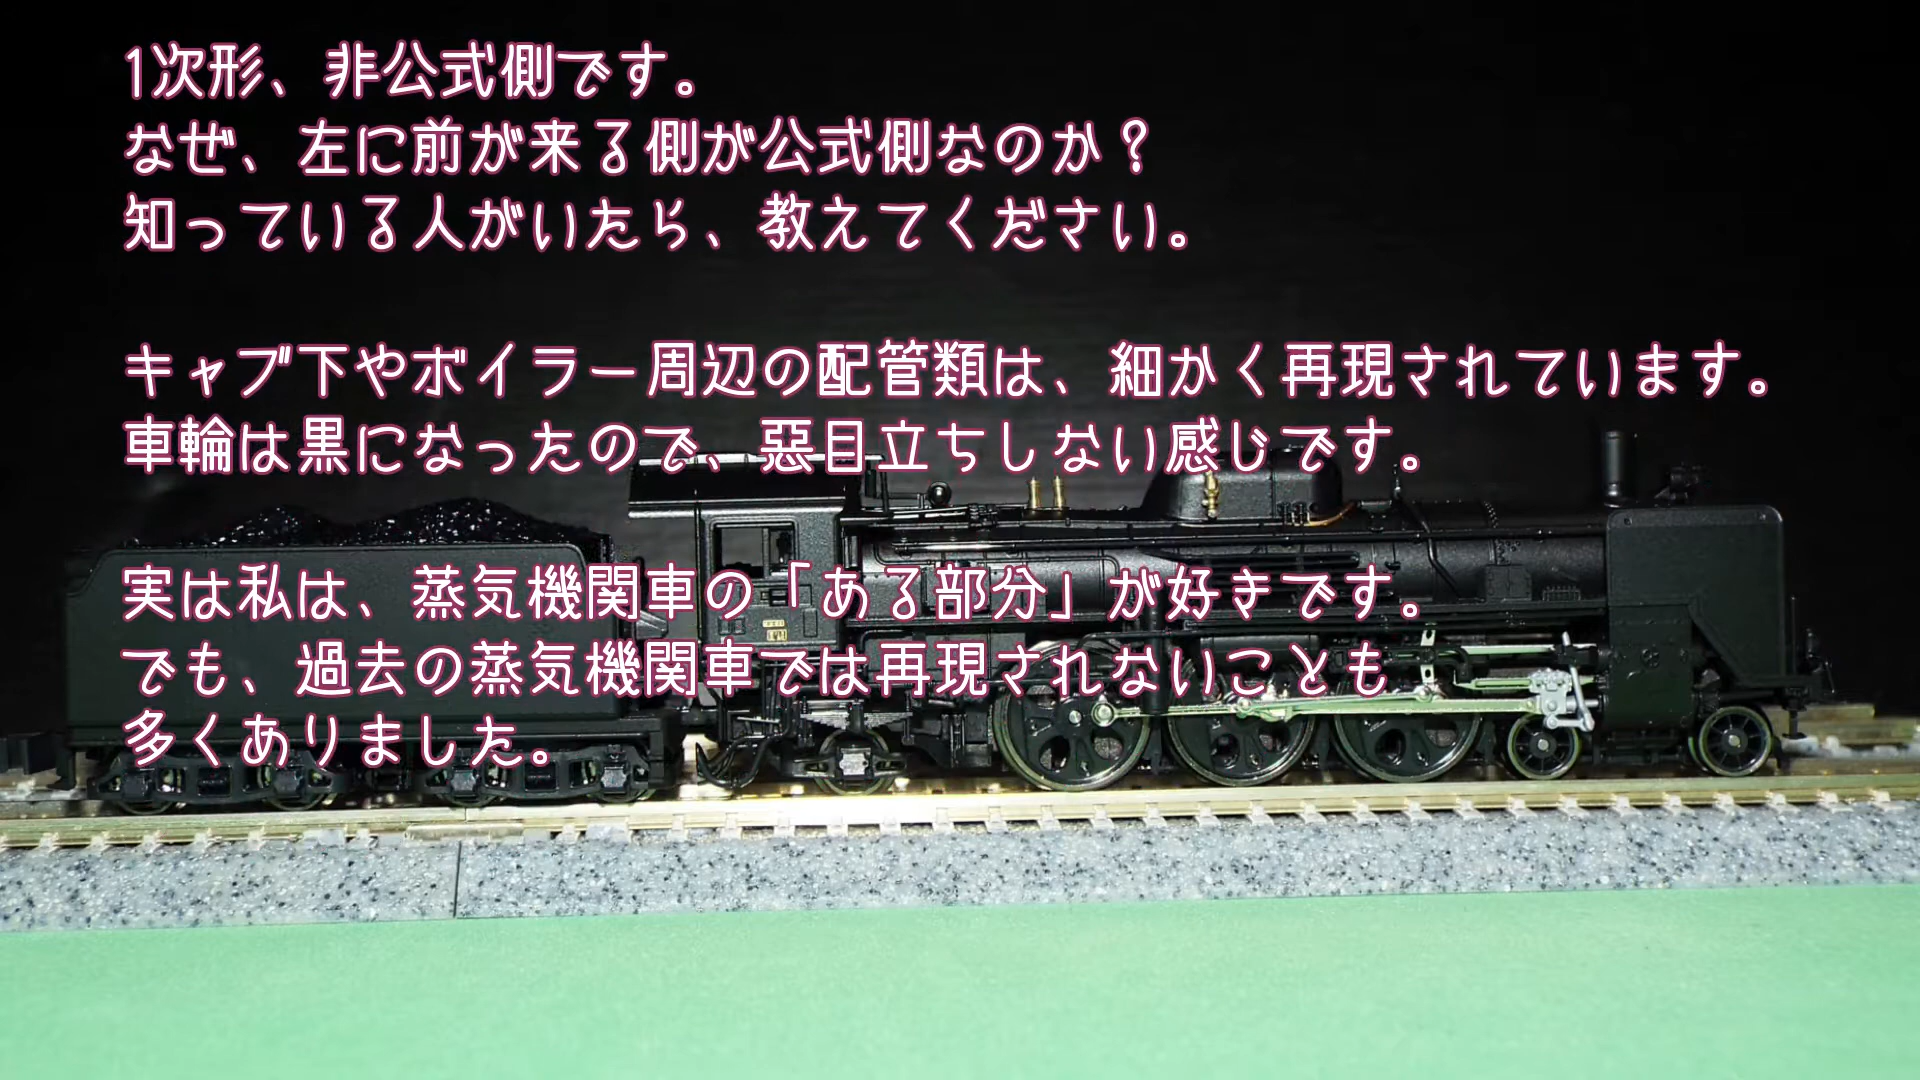 1次形、非公式側です。
なぜ、左に前が来る側が公式側なのか？
知っている人がいたら、教えてください。
キャブ下やボイラー周辺の配管類は、細かく再現されています。
車輪は黒になったので、悪目立ちしない感じです。
実は私は、蒸気機関車の「ある部分」が好きです。
でも、過去の蒸気機関車では再現されないことも
多くありました。